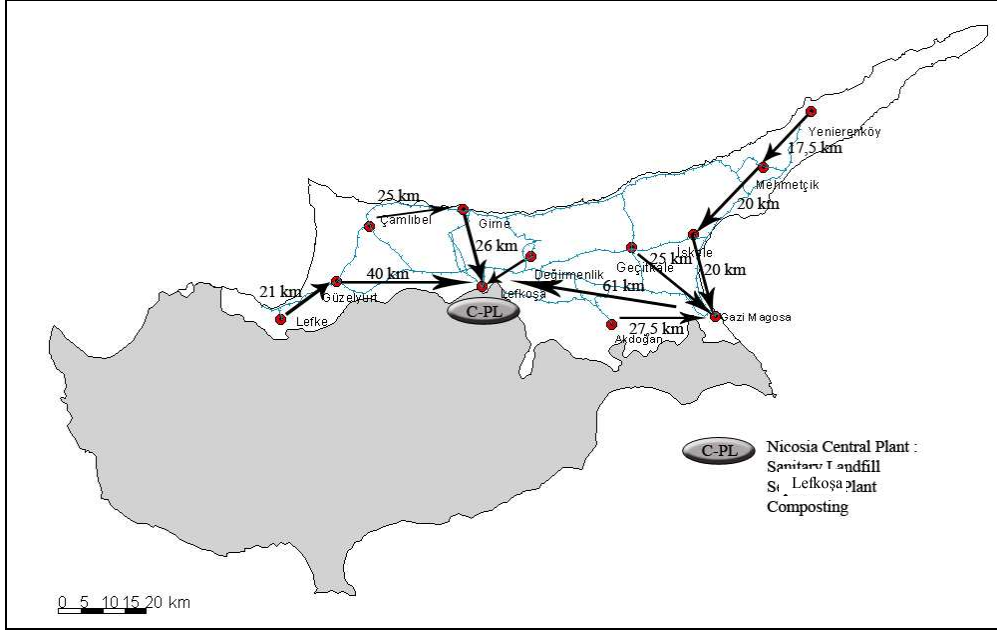 Yenierenköy
17,5 km
Mehmetçik
20 km
25 km
Çamlıbel
Girne
26 km
İskele
Geçitkale
25 km
20 km
Değirmenlik
40 km
61 km
21 km
Güzelyurt
Lefkoşa
C-PL
Lefke
Gazi Magosa
27,5 km
Akdoğan
C-PL
Nicosia Central Plant :
Sanitary Landfill
Lefkoşa Plant
Composting
0 5 10 15 20 km